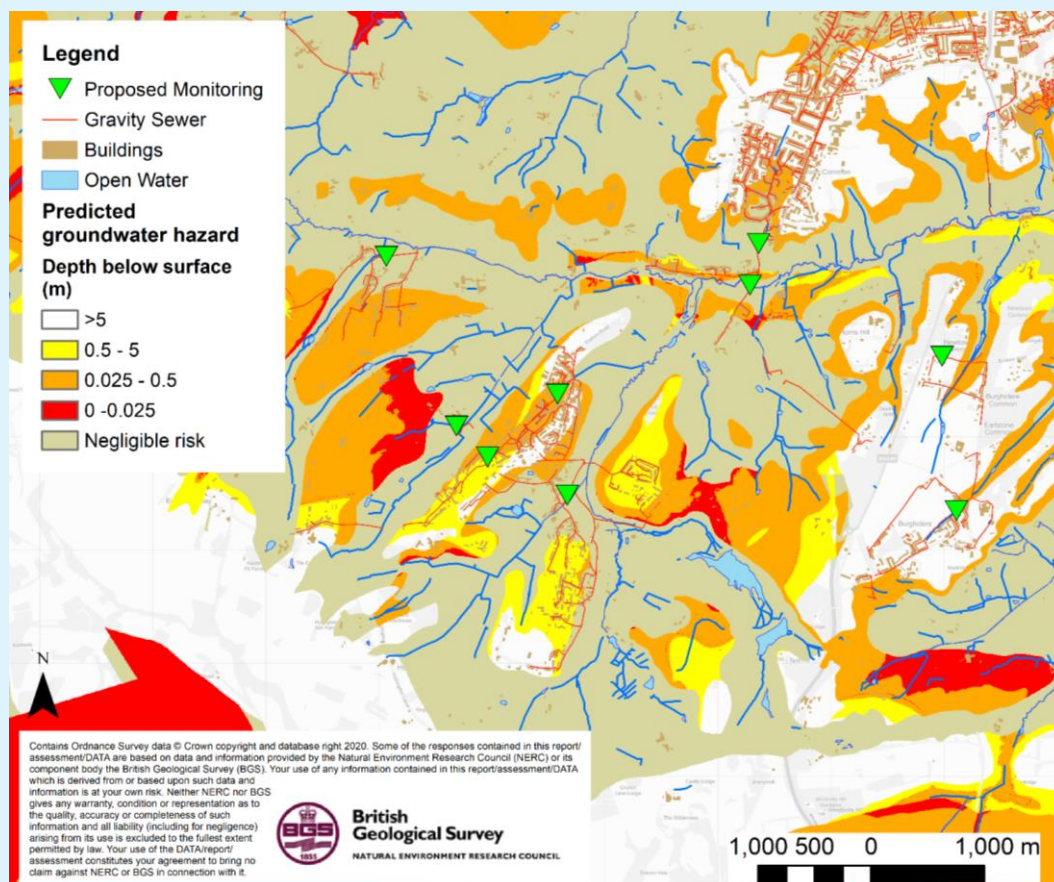 Legend
Proposed Monitoring
Gravity Sewer
Buildings
Open Water
Predicted
groundwater hazard
Depth below surface
(m)
>5
0.5 - 5
0.025 - 0.5
0 -0.025
Negligible risk
Common
Burghclere
Common
Earlstone
Common
Burghclere
N
Contains Ordnance Survey data © Crown copyright and database right 2020. Some of the responses contained in this report/
assessment/DATA are based on data and information provided by the Natural Environment Research Council (NERC) or its
component body the British Geological Survey (BGS). Your use of any information contained in this report/assessment/DATA
which is derived from or based upon such data and
information is at your own risk. Neither NERC nor BGS
gives any warranty, condition or representation as to
the quality, accuracy or completeness of such
information and all liability (including for negligence)
arising from its use is excluded to the fullest extent
permitted by law. Your use of the DATA/report/
assessment constitutes your agreement to bring no
claim against NERC or BGS in connection with it.
BGS
1835
British
Geological Survey
NATURAL ENVIRONMENT RESEARCH COUNCIL
1,000 500 0 1,000 m